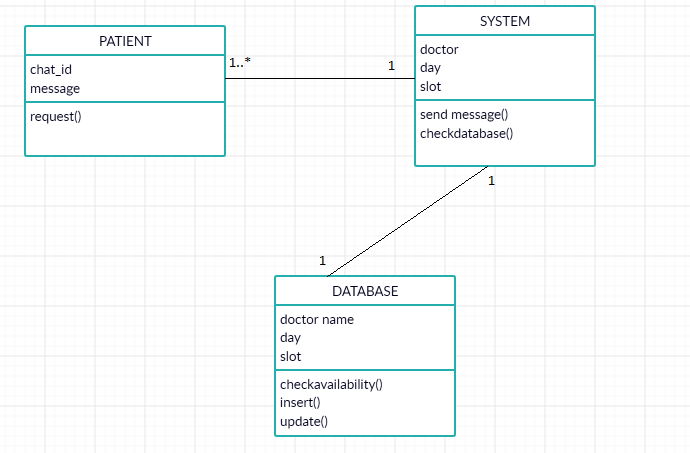 PATIENT
chat_id
message
request()
1..*
1
SYSTEM
doctor
day
slot
send message()
checkdatabase()
1
1
DATABASE
doctor name
day
slot
checkavailability()
insert()
update()